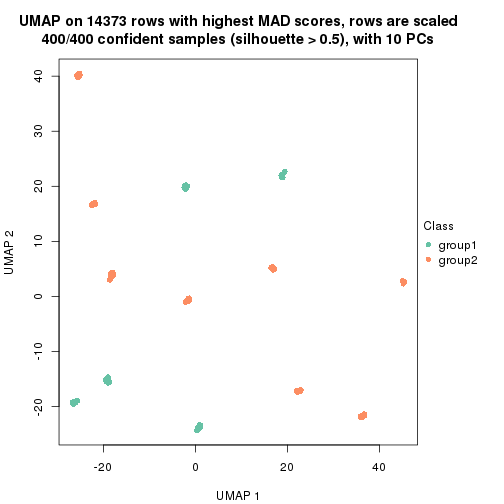 UMAP on 14373 rows with highest MAD scores, rows are scaled
400/400 confident samples (silhouette > 0.5), with 10 PCs
40
30
20
10
0
-10
-20
UMAP 2
-20
0
20
40
UMAP 1
Class
group1
group2